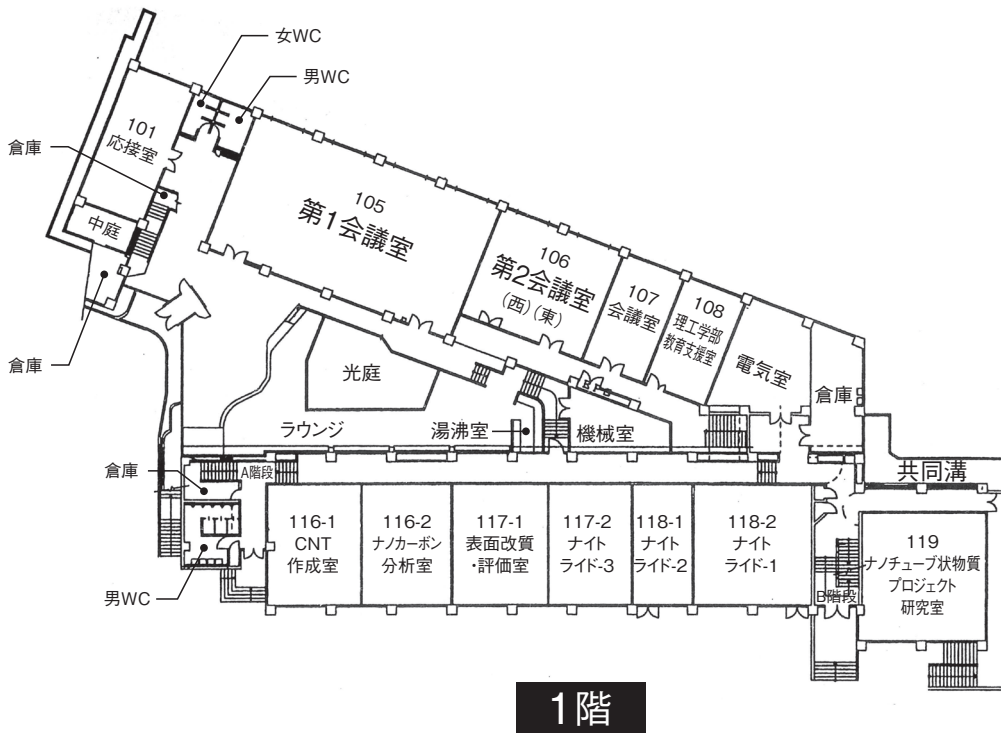 女WC
男WC
101
応接室
倉庫
中庭
倉庫
倉庫
105
第1会議室
106
第2会議室
(西)(東)
107
会議室
108
理工学部
教育支援室
電気室
倉庫
光庭
ラウンジ
湯沸室
機械室
共同溝
倉庫
A階段
男WC
116-1
CNT
作成室
116-2
ナノカーボン
分析室
117-1
表面改質
・評価室
117-2
ナイト
ライド-3
118-1
ナイト
ライド-2
118-2
ナイト
ライド-1
B階段
119
ナノチューブ状物質
プロジェクト
研究室
1階